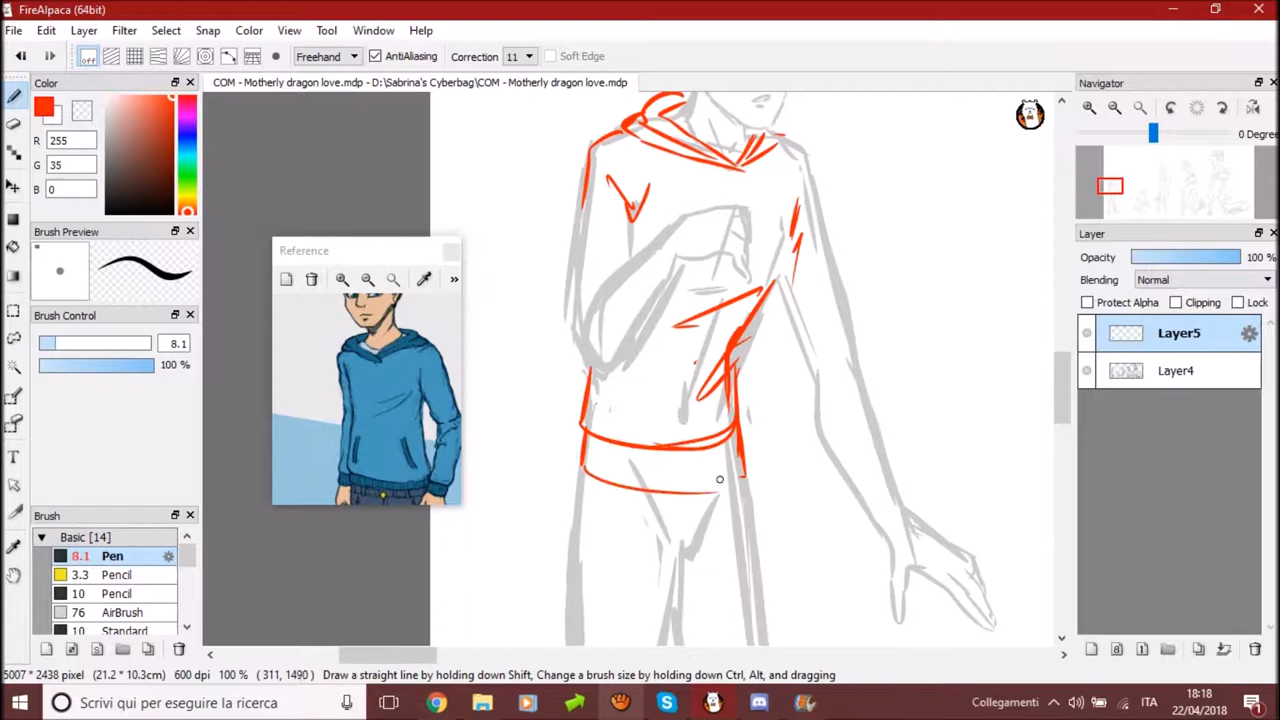 FireAlpaca (64bit)
File Edit Layer Filter Select Snap Color View Tool Window Help
off Freehand AntiAliasing Correction 11 Soft Edge
Color
COM - Motherly dragon love.mdp - D:\Sabrina's Cyberbag\COM - Motherly dragon love.mdp - FireAlpaca (64bit)
R 255
G 35
B 0
Brush Preview
*
Brush Control
8.1
100 %
Brush
Basic [14]
8.1 Pen
3.3 Pencil
10 Pencil
76 AirBrush
10 Standard
Reference
»
Navigator
0 Degree
Layer
Opacity 100 %
Blending Normal
Protect Alpha Clipping Lock
Layer5
Layer4
5007 * 2438 pixel (21.2 * 10.3cm) 600 dpi 100 % ( 311, 1490 ) Draw a straight line by holding down Shift, Change a brush size by holding down Ctrl, Alt, and dragging
Scrivi qui per eseguire la ricerca
Collegamenti
ITA
18:18
22/04/2018
1